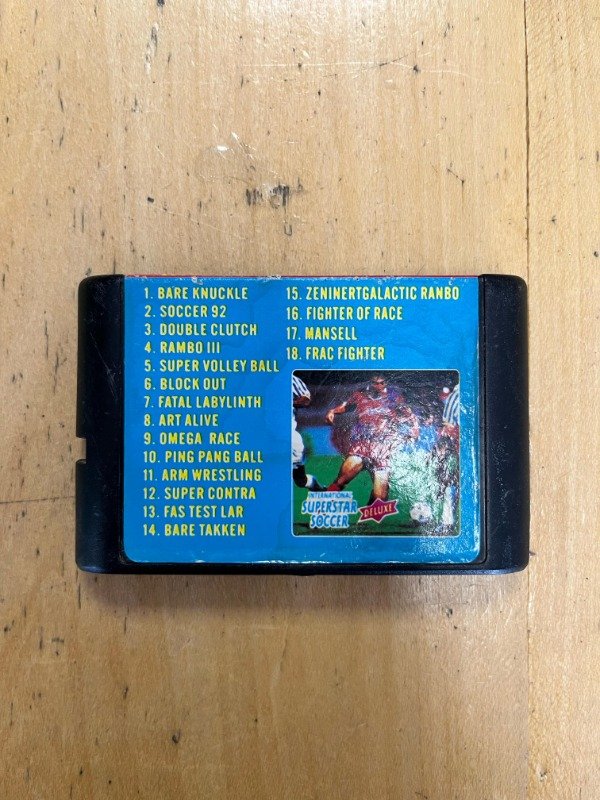 1. BARE KNUCKLE
2. SOCCER 92
3. DOUBLE CLUTCH
4. RAMBO III
5. SUPER VOLLEY BALL
6. BLOCK OUT
7. FATAL LABYLINTH
8. ART ALIVE
9. OMEGA RACE
10. PING PANG BALL
11. ARM WRESTLING
12. SUPER CONTRA
13. FAS TEST LAR
14. BARE TAKKEN
15. ZENINERTGALACTIC RANBO
16. FIGHTER OF RACE
17. MANSELL
18. FRAC FIGHTER
INTERNATIONAL
SUPERSTAR
SOCCER
DELUXE